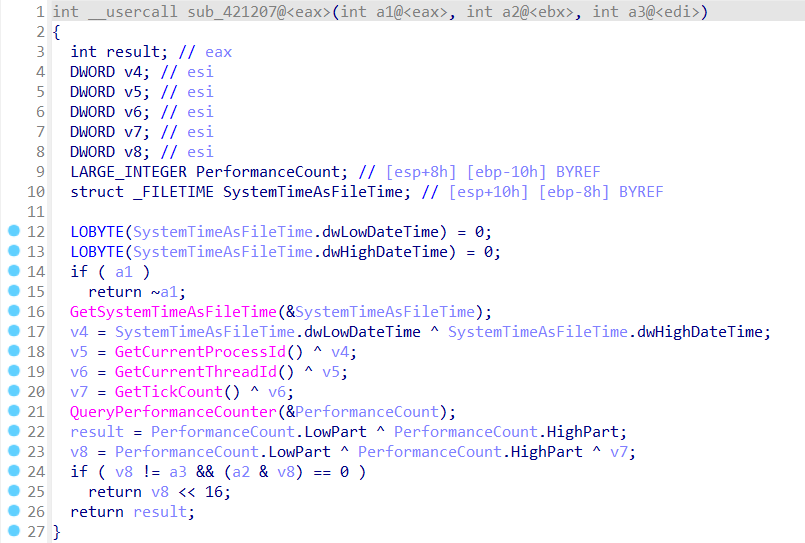 1 int __usercall sub_421207@<eax>(int a1@<eax>, int a2@<ebx>, int a3@<edi>)
2 {
3   int result; // eax
4   DWORD v4; // esi
5   DWORD v5; // esi
6   DWORD v6; // esi
7   DWORD v7; // esi
8   DWORD v8; // esi
9   LARGE_INTEGER PerformanceCount; // [esp+8h] [ebp-10h] BYREF
10   struct _FILETIME SystemTimeAsFileTime; // [esp+10h] [ebp-8h] BYREF
11
12   LOBYTE(SystemTimeAsFileTime.dwLowDateTime) = 0;
13   LOBYTE(SystemTimeAsFileTime.dwHighDateTime) = 0;
14   if ( a1 )
15     return ~a1;
16   GetSystemTimeAsFileTime(&SystemTimeAsFileTime);
17   v4 = SystemTimeAsFileTime.dwLowDateTime ^ SystemTimeAsFileTime.dwHighDateTime;
18   v5 = GetCurrentProcessId() ^ v4;
19   v6 = GetCurrentThreadId() ^ v5;
20   v7 = GetTickCount() ^ v6;
21   QueryPerformanceCounter(&PerformanceCount);
22   result = PerformanceCount.LowPart ^ PerformanceCount.HighPart;
23   v8 = PerformanceCount.LowPart ^ PerformanceCount.HighPart ^ v7;
24   if ( v8 != a3 && (a2 & v8) == 0 )
25     return v8 << 16;
26   return result;
27 }